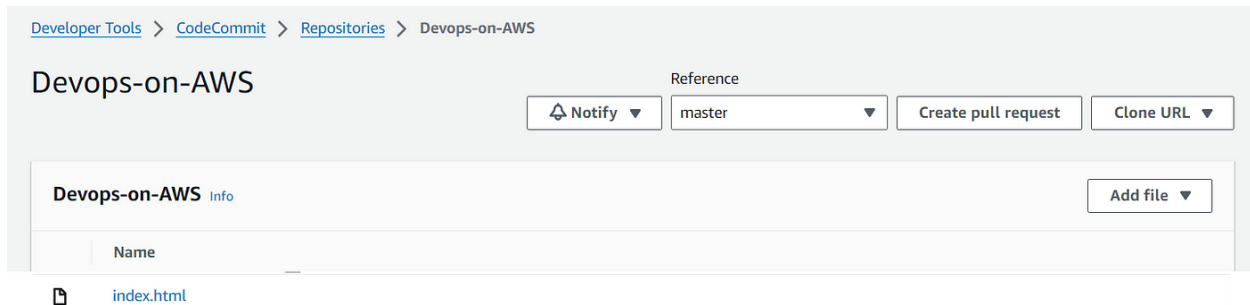 Developer Tools > CodeCommit > Repositories > Devops-on-AWS
Devops-on-AWS
Reference
Notify master Create pull request Clone URL
Devops-on-AWS Info
Add file
Name
index.html